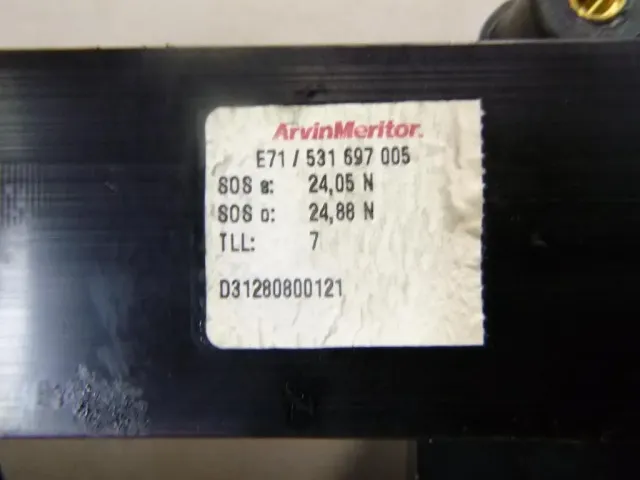 ArvinMeritor.
E71 / 531 697 005
SOS s: 24,05 N
SOS o: 24,88 N
TLL: 7
D31280800121